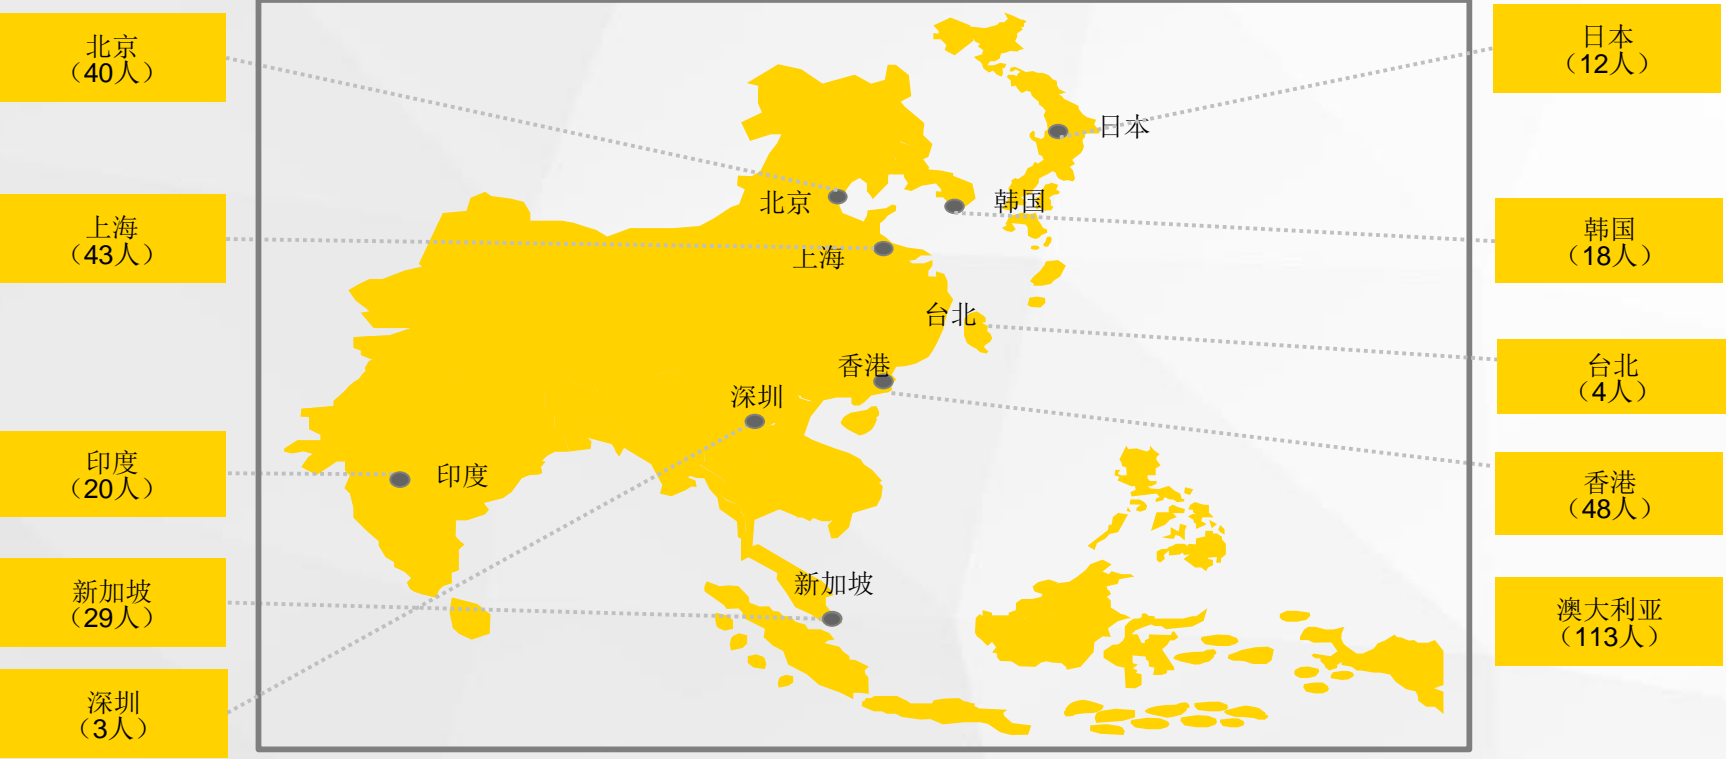 北京
（40人）
上海
（43人）
印度
（20人）
新加坡
（29人）
深圳
（3人）
日本
北京
韩国
上海
台北
香港
深圳
印度
新加坡
日本
（12人）
韩国
（18人）
台北
（4人）
香港
（48人）
澳大利亚
（113人）